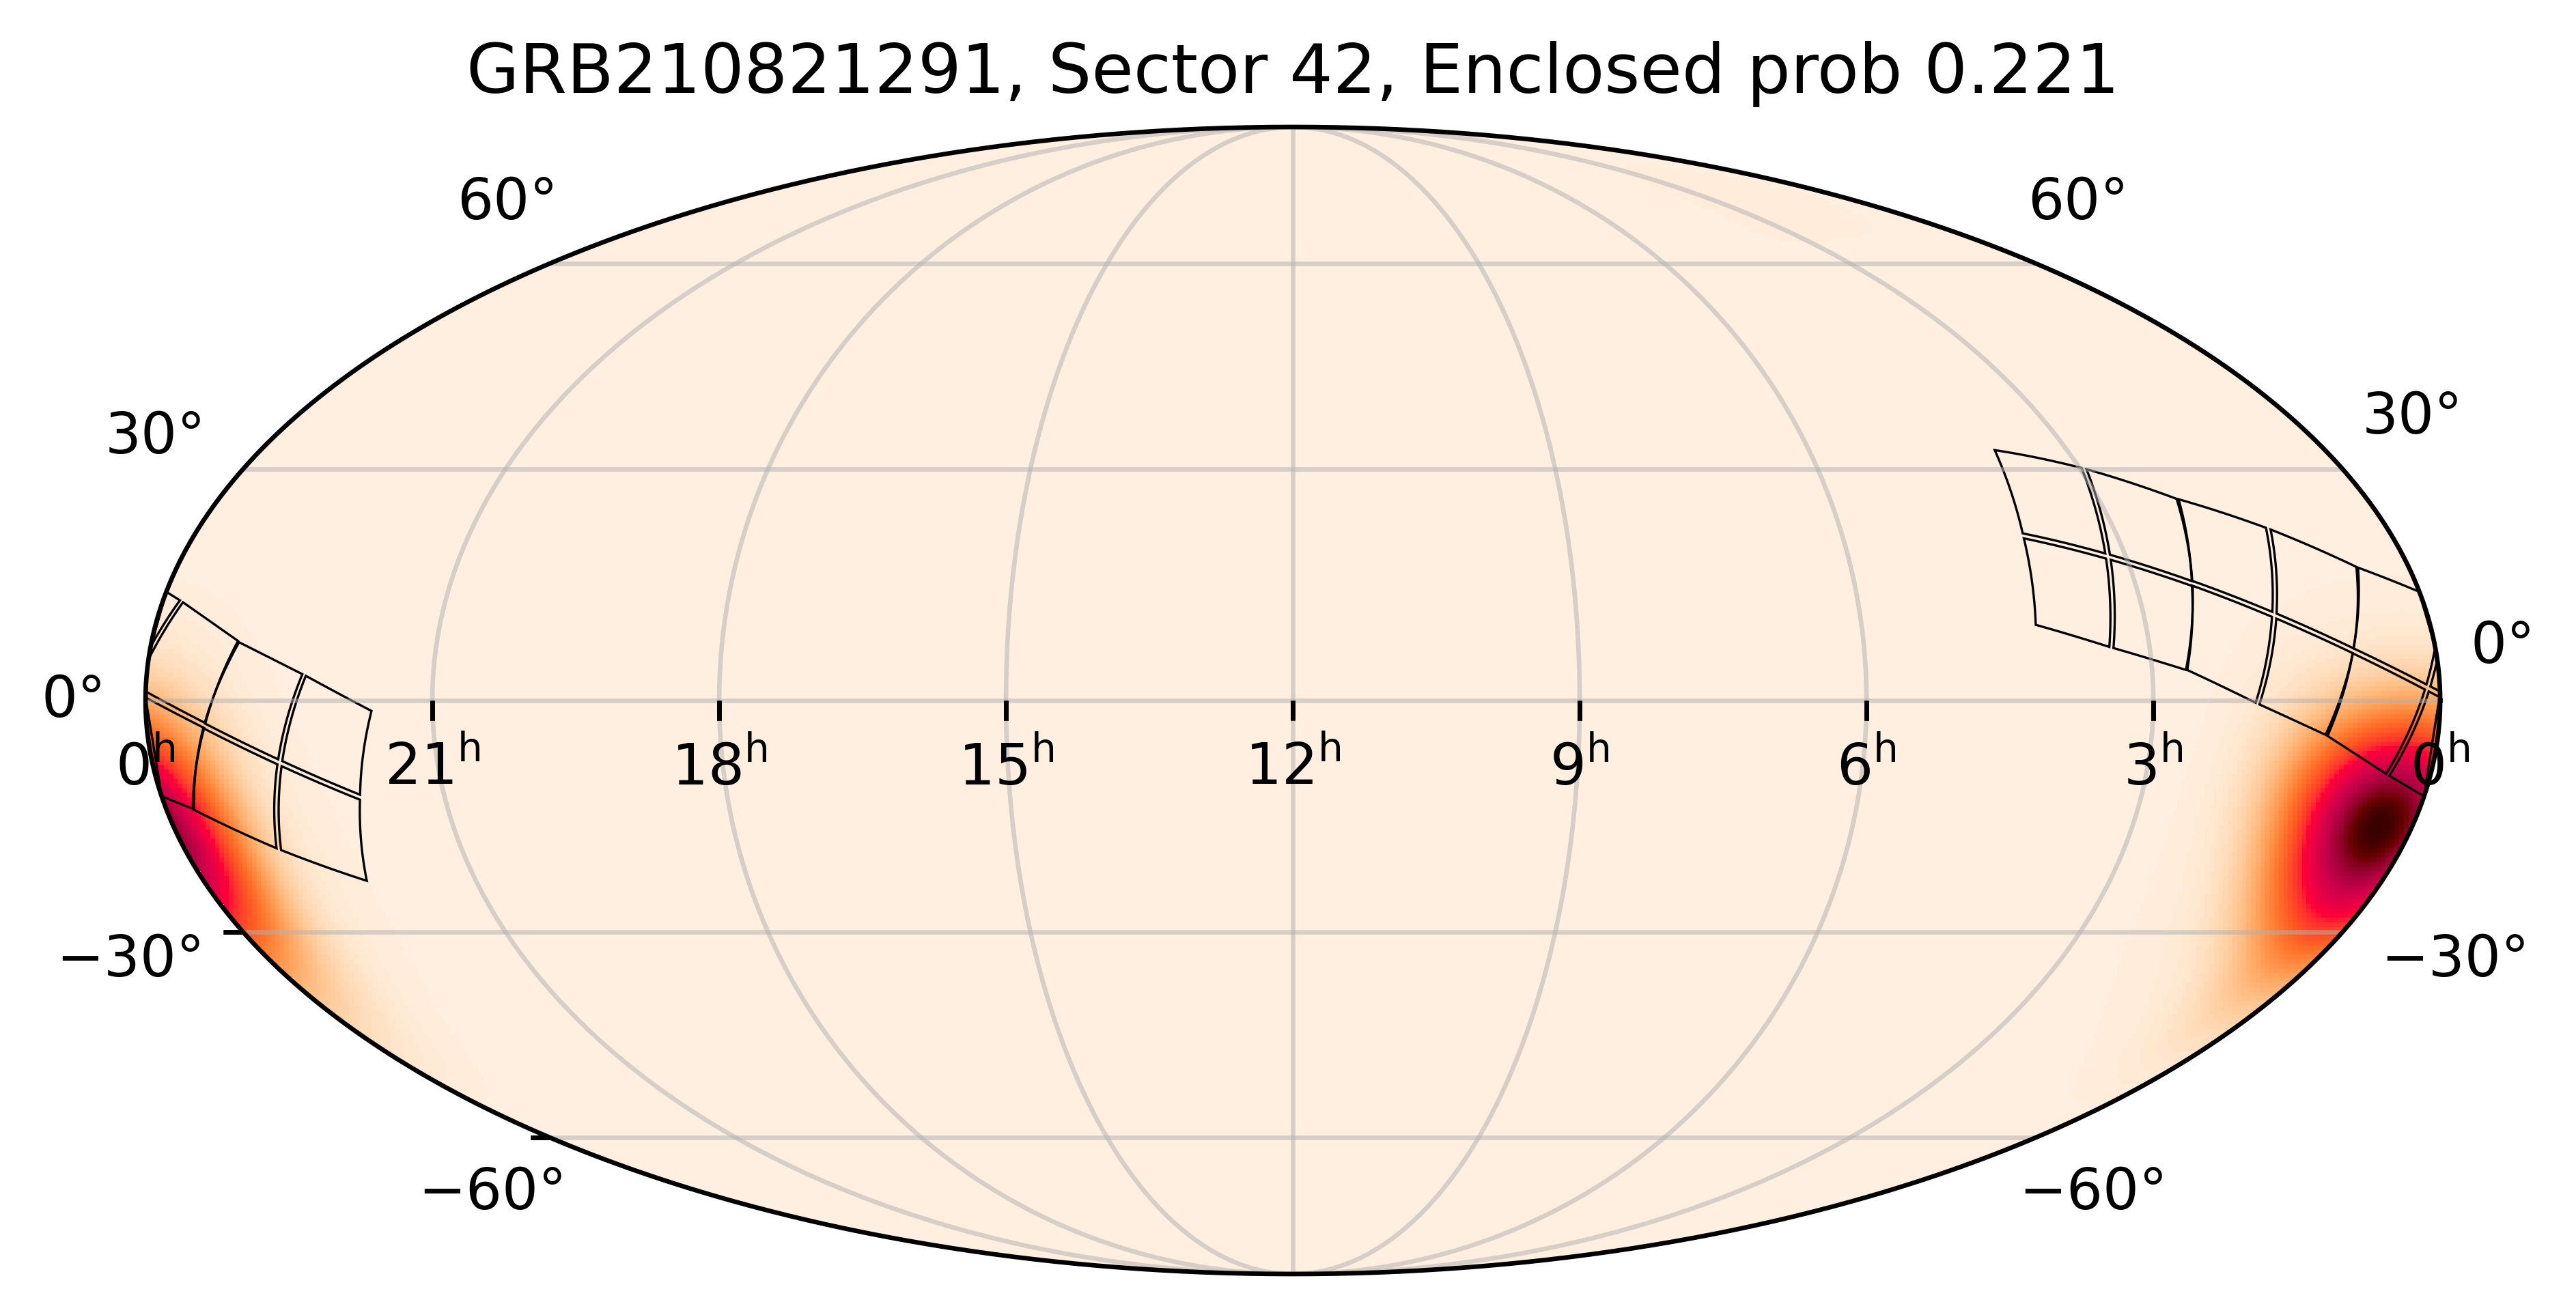 GRB210821291, Sector 42, Enclosed prob 0.221
60° 60°
30° 30°
0° 0°
0h 21h 18h 15h 12h 9h 6h 3h 0h
−30° −30°
−60° −60°